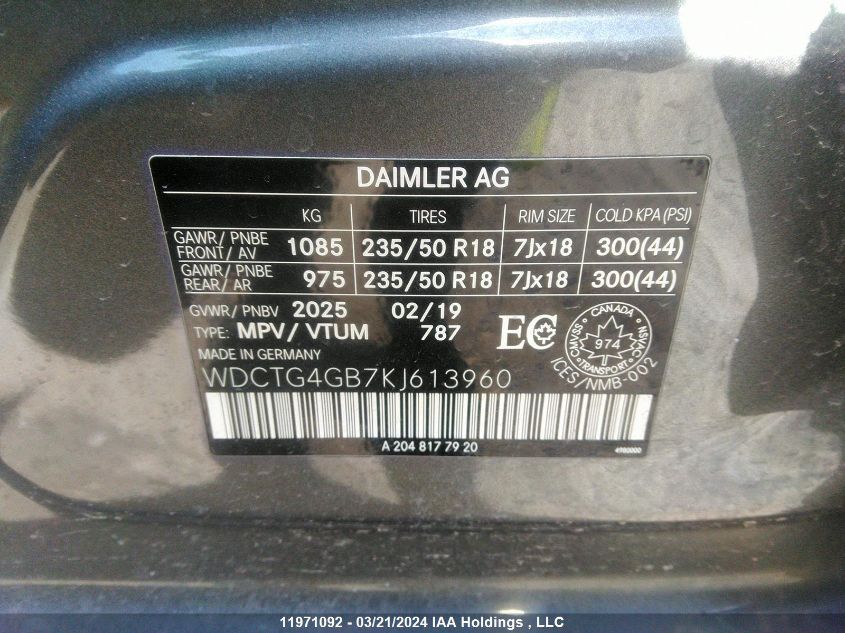 DAIMLER AG
KG TIRES RIM SIZE COLD KPA (PSI)
GAWR/ PNBE FRONT/ AV 1085 235/50 R18 7Jx18 300(44)
GAWR/ PNBE REAR/ AR 975 235/50 R18 7Jx18 300(44)
GVWR/ PNBV 2025 02/19
TYPE: MPV/ VTUM 787
EC
CANADA
CMVSS NSVAC
974
TRANSPORT
ICES/NMB-002
MADE IN GERMANY
WDCTG4GB7KJ613960
A 204 817 79 20
4980000
11971092 - 03/21/2024 IAA Holdings , LLC